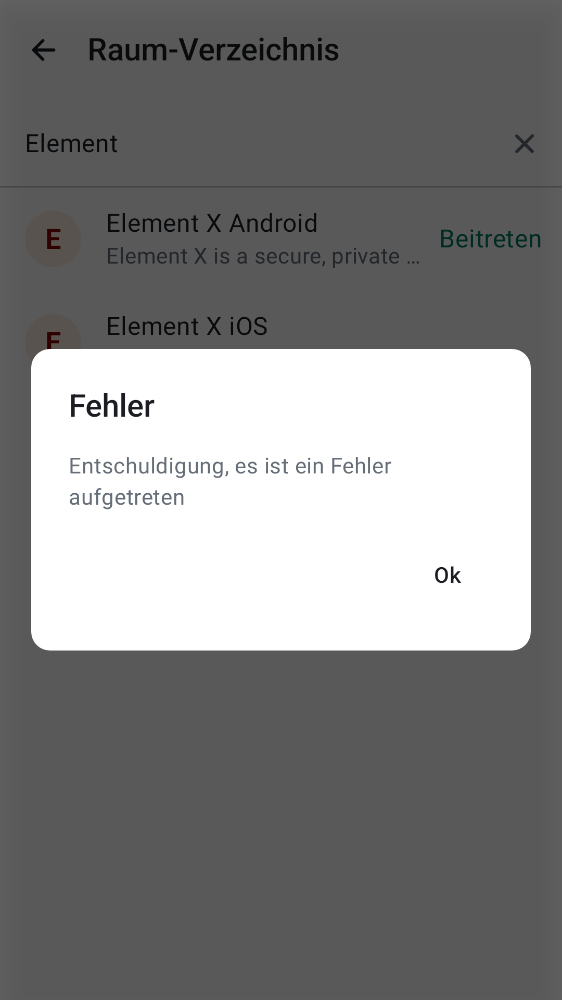 Raum-Verzeichnis
Element
E
Element X Android
Element X is a secure, private …
Beitreten
E
Element X iOS
Fehler
Entschuldigung, es ist ein Fehler
aufgetreten
Ok